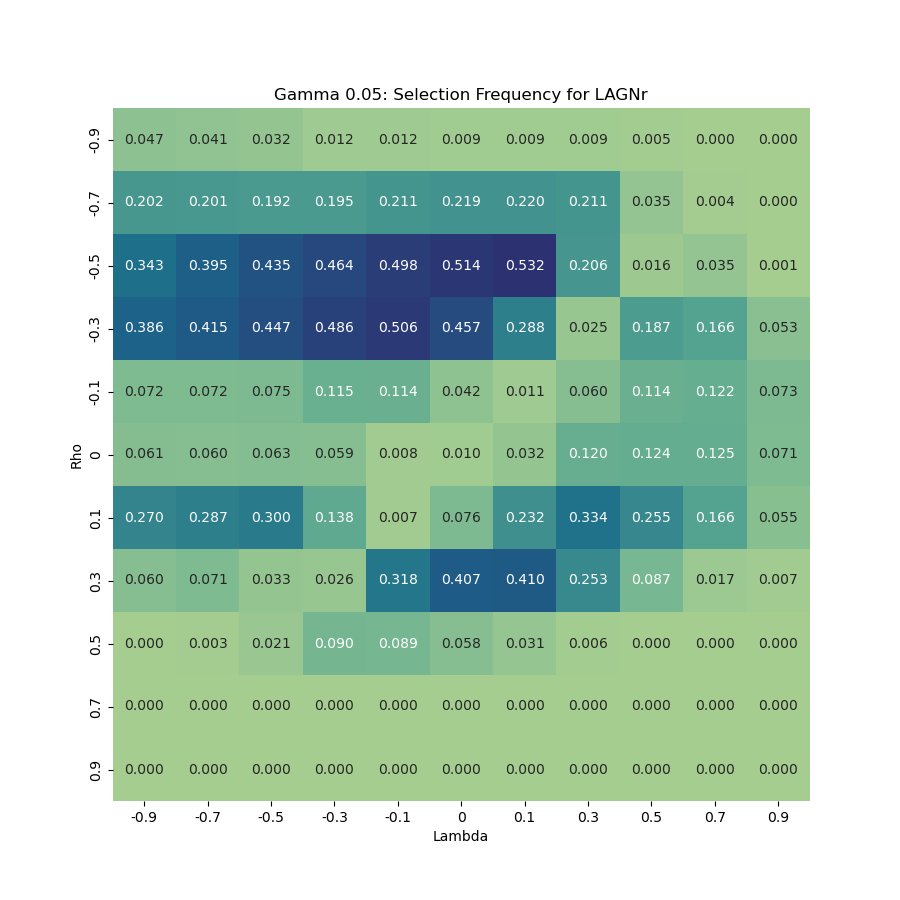 Gamma 0.05: Selection Frequency for LAGNr
-0.9 0.047 0.041 0.032 0.012 0.012 0.009 0.009 0.009 0.005 0.000 0.000
-0.7 0.202 0.201 0.192 0.195 0.211 0.219 0.220 0.211 0.035 0.004 0.000
-0.5 0.343 0.395 0.435 0.464 0.498 0.514 0.532 0.206 0.016 0.035 0.001
-0.3 0.386 0.415 0.447 0.486 0.506 0.457 0.288 0.025 0.187 0.166 0.053
-0.1 0.072 0.072 0.075 0.115 0.114 0.042 0.011 0.060 0.114 0.122 0.073
Rho
0 0.061 0.060 0.063 0.059 0.008 0.010 0.032 0.120 0.124 0.125 0.071
0.1 0.270 0.287 0.300 0.138 0.007 0.076 0.232 0.334 0.255 0.166 0.055
0.3 0.060 0.071 0.033 0.026 0.318 0.407 0.410 0.253 0.087 0.017 0.007
0.5 0.000 0.003 0.021 0.090 0.089 0.058 0.031 0.006 0.000 0.000 0.000
0.7 0.000 0.000 0.000 0.000 0.000 0.000 0.000 0.000 0.000 0.000 0.000
0.9 0.000 0.000 0.000 0.000 0.000 0.000 0.000 0.000 0.000 0.000 0.000
-0.9 -0.7 -0.5 -0.3 -0.1 0 0.1 0.3 0.5 0.7 0.9
Lambda